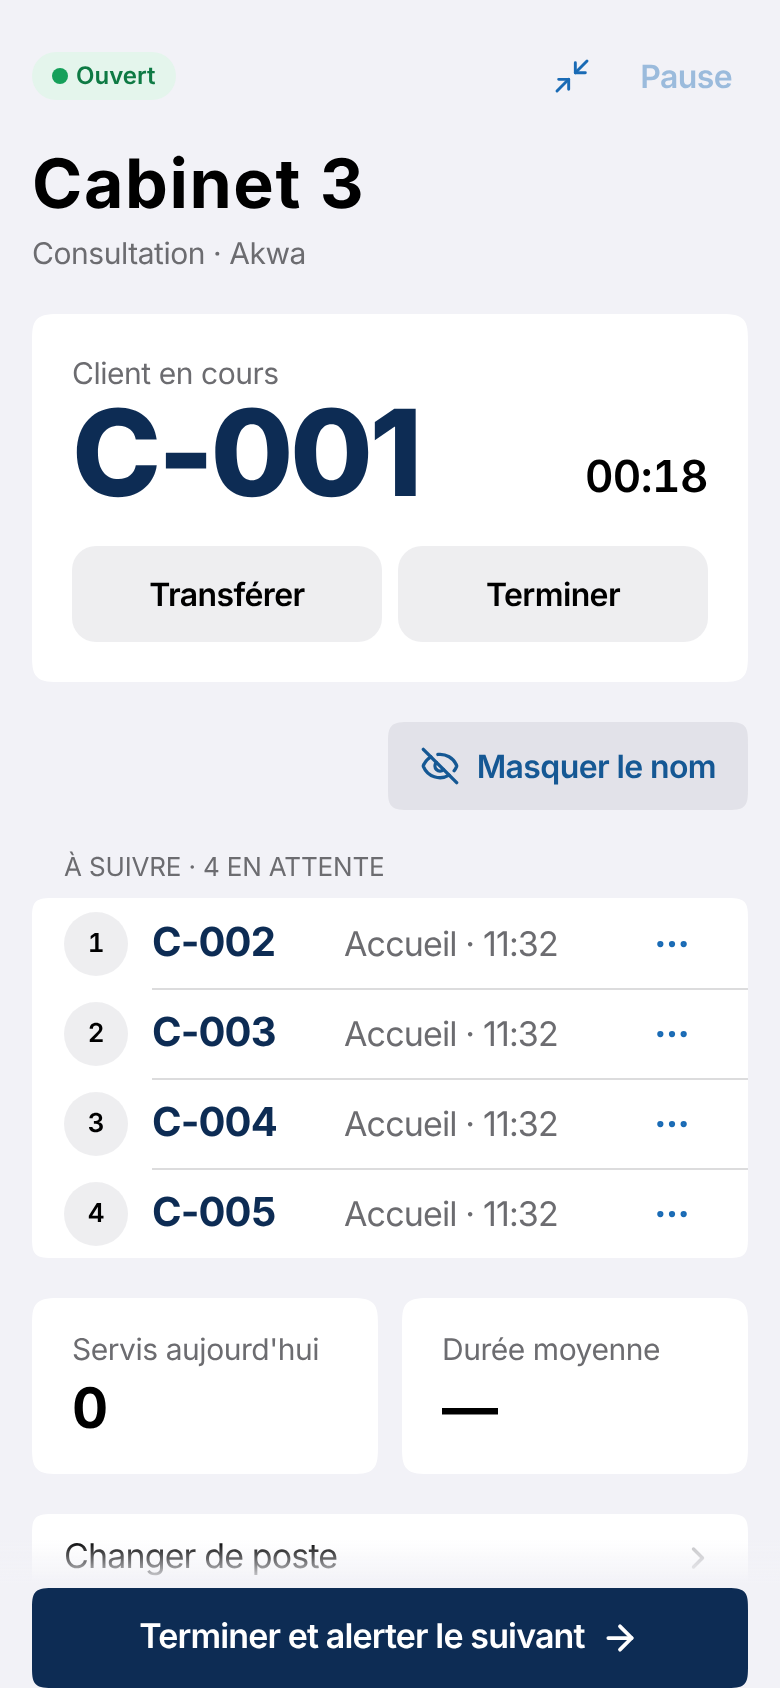 Ouvert
Pause
Cabinet 3
Consultation · Akwa
Client en cours
C-001
00:18
Transférer
Terminer
Masquer le nom
À SUIVRE · 4 EN ATTENTE
1 C-002 Accueil · 11:32
2 C-003 Accueil · 11:32
3 C-004 Accueil · 11:32
4 C-005 Accueil · 11:32
Servis aujourd'hui
0
Durée moyenne
—
Changer de poste
Terminer et alerter le suivant →